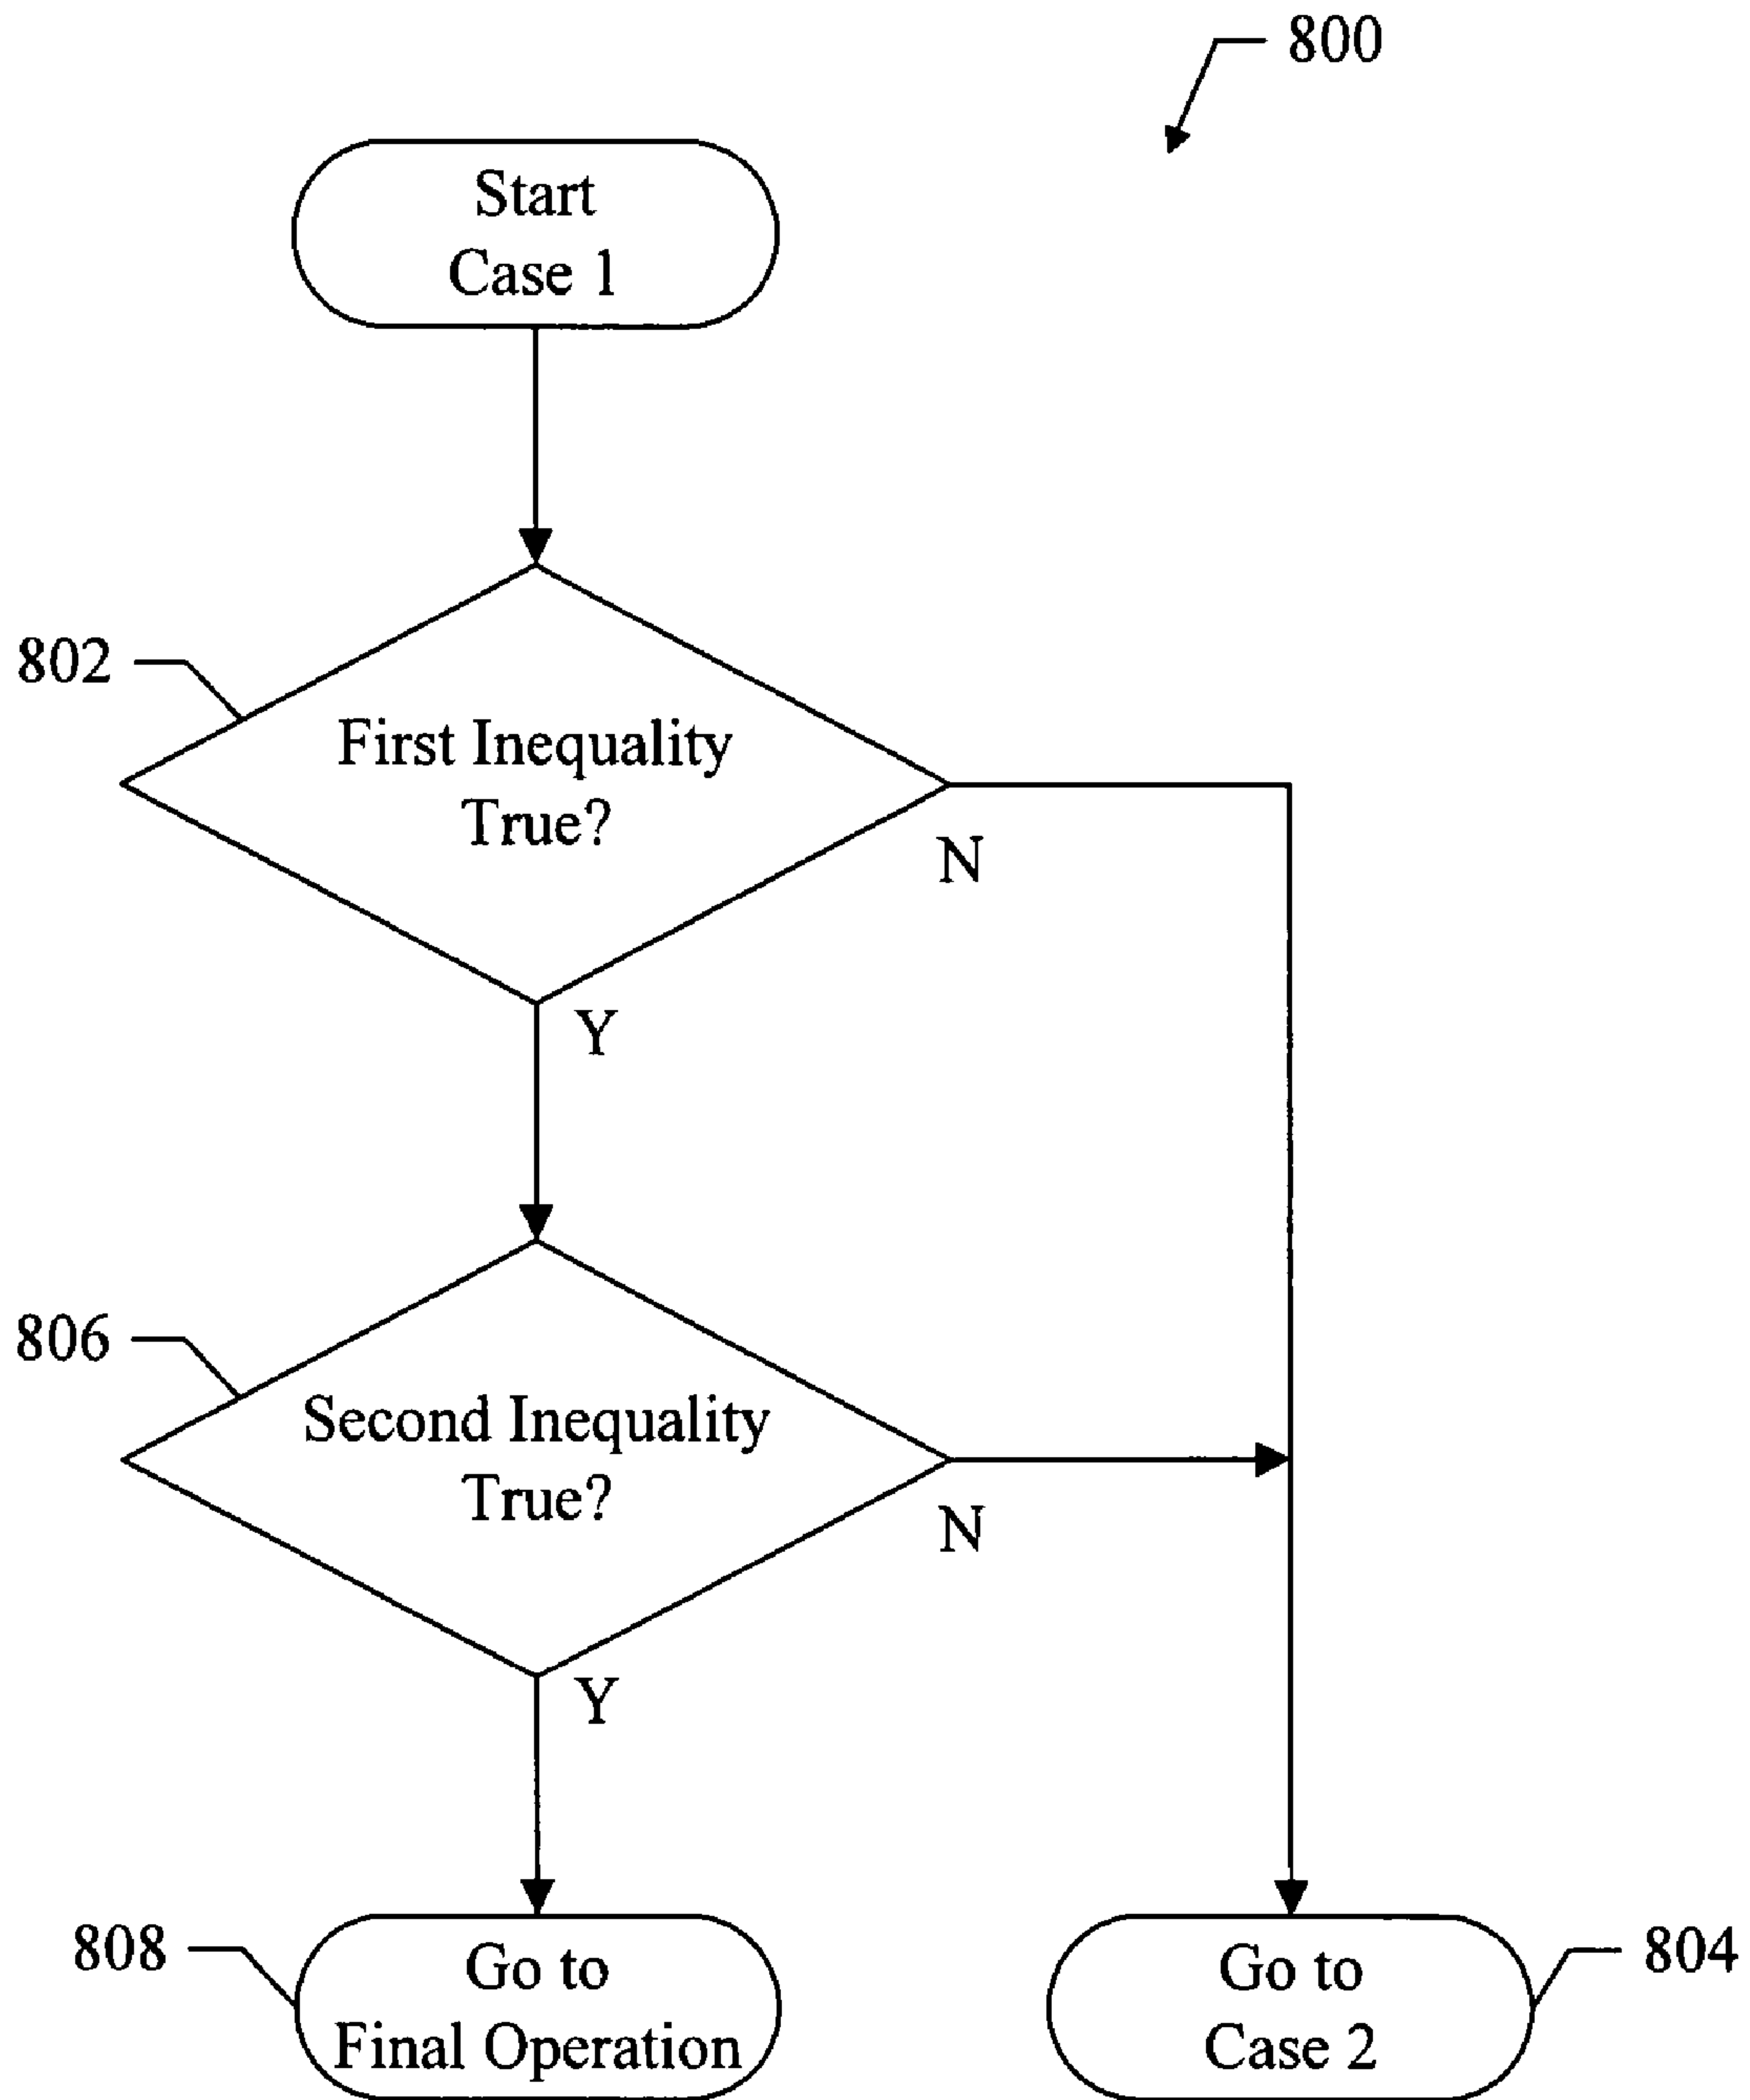 800
Start
Case 1
802
First Inequality
True?
N
Y
806
Second Inequality
True?
N
Y
808
Go to
Final Operation
Go to
Case 2
804